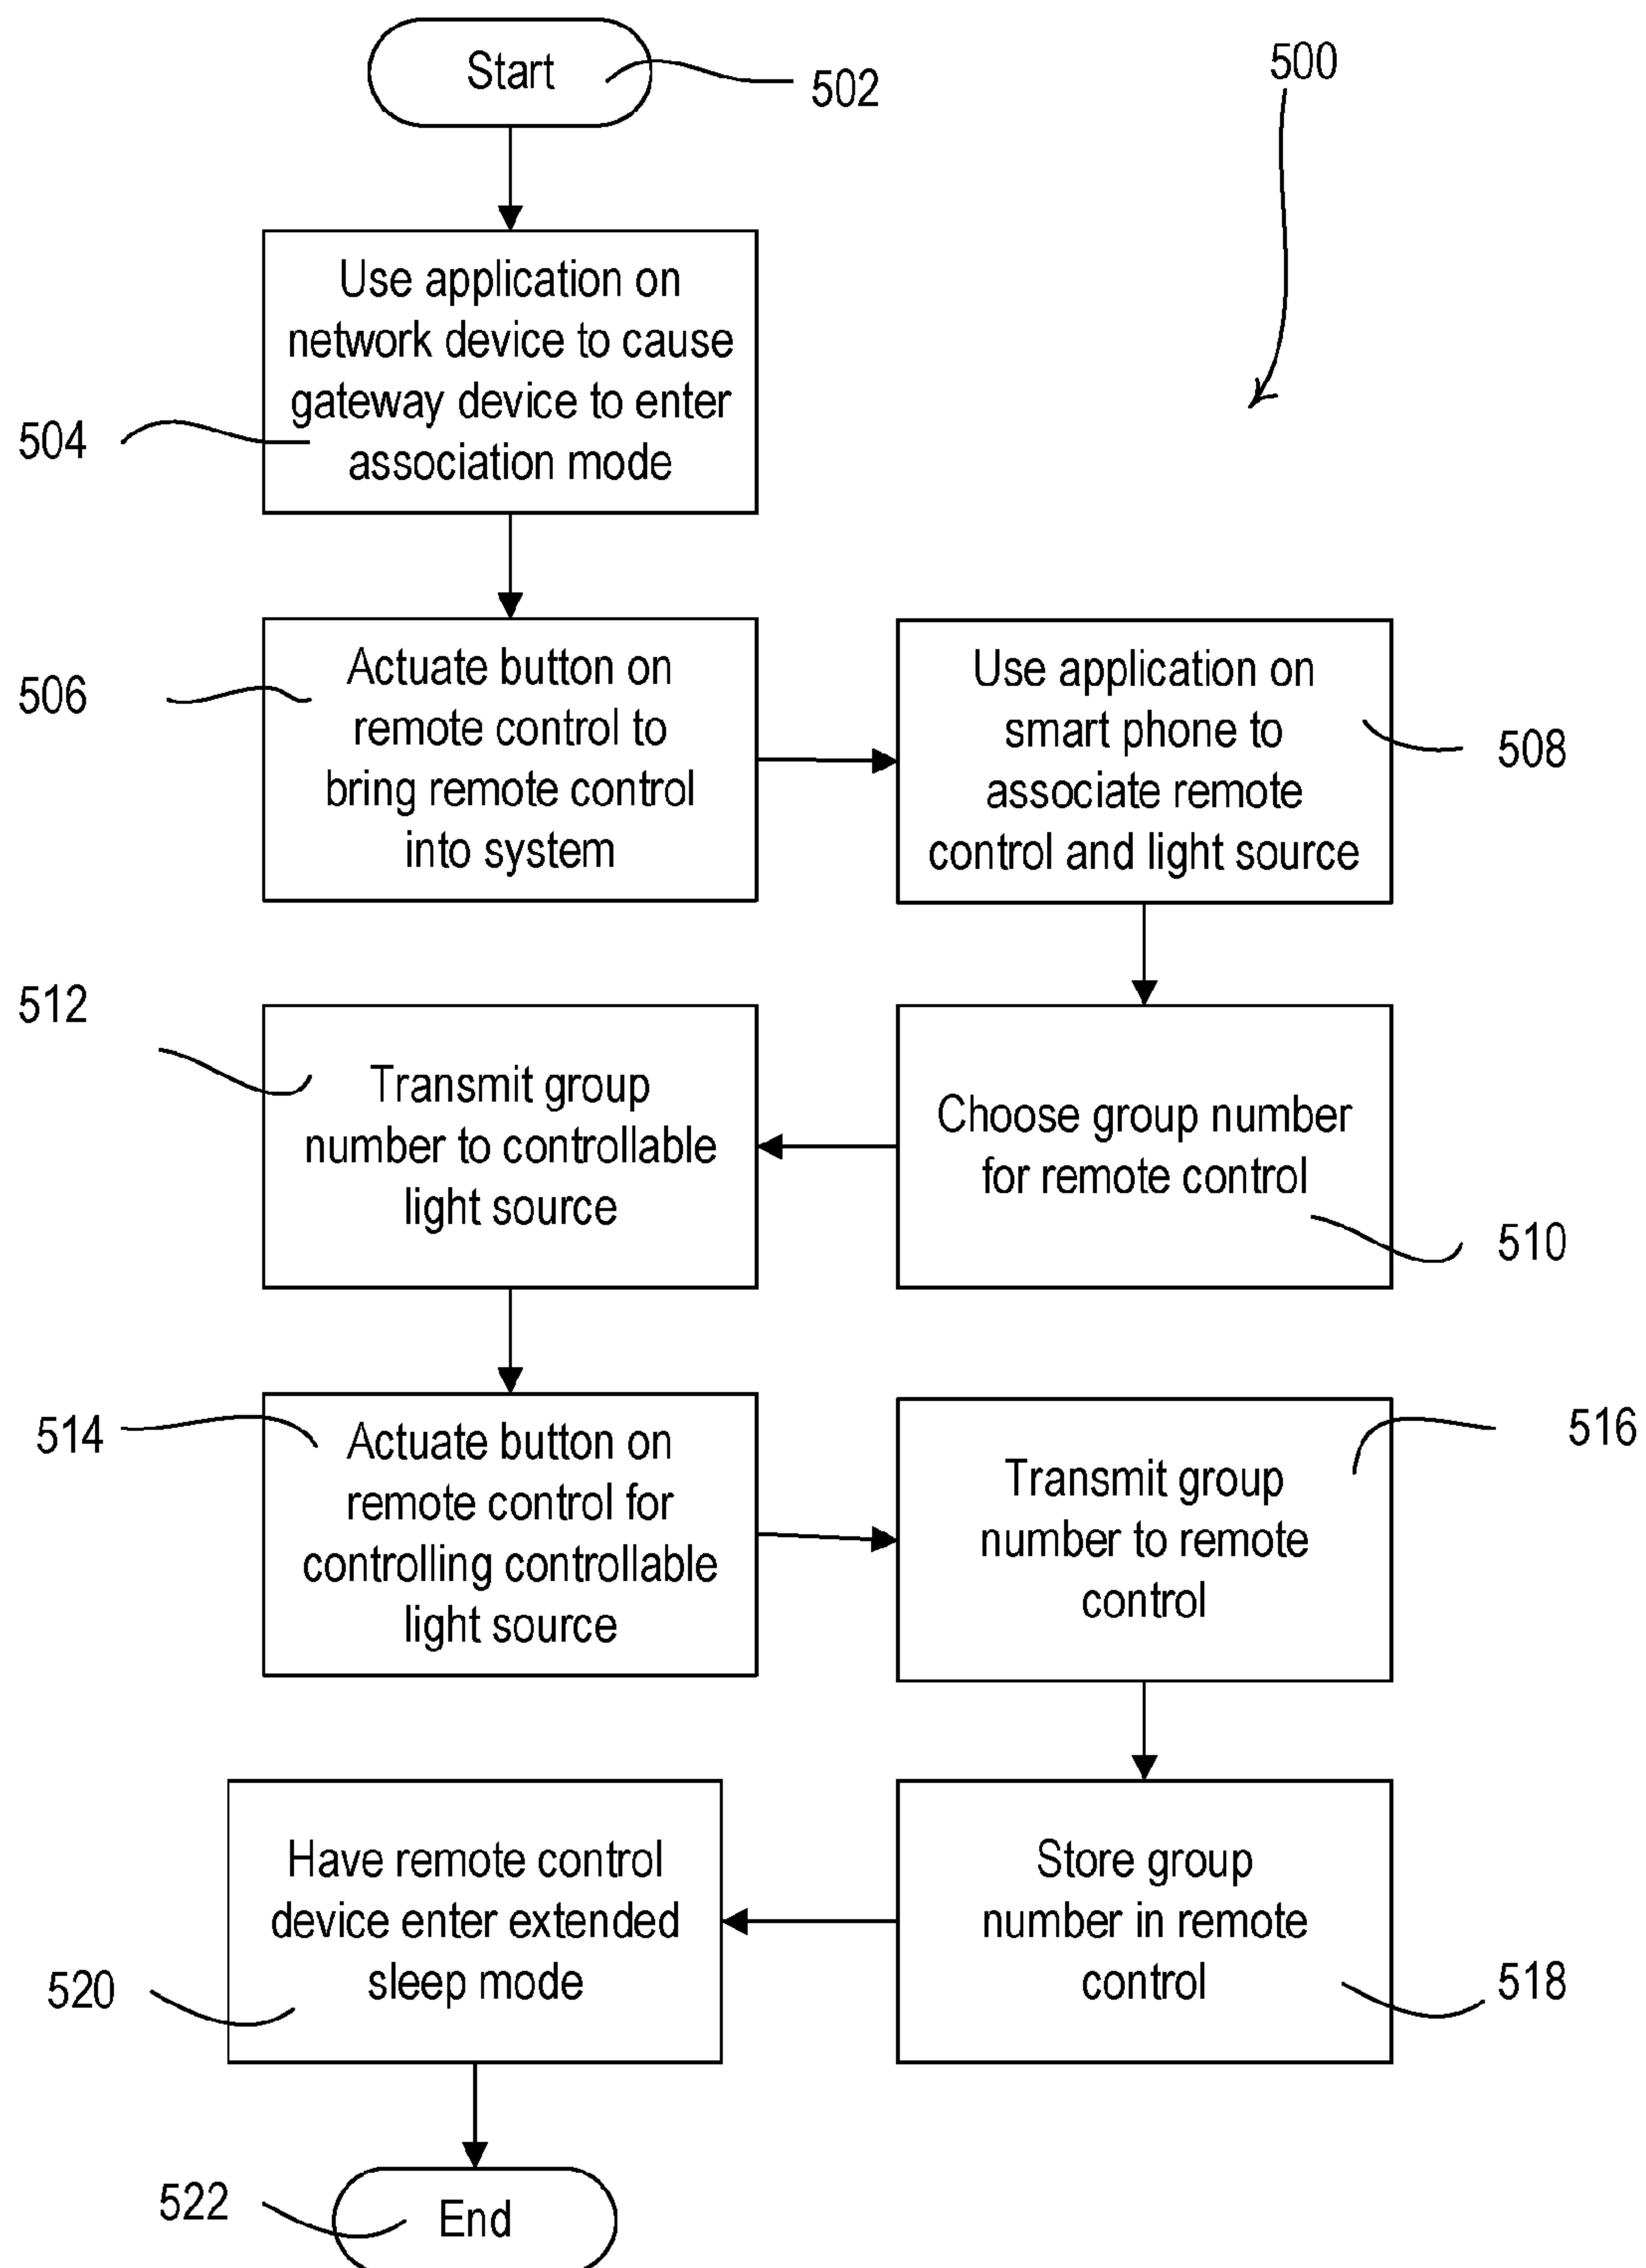 Start
502
500
Use application on
network device to cause
gateway device to enter
association mode
504
Actuate button on
remote control to
bring remote control
into system
506
Use application on
smart phone to
associate remote
control and light source
508
Choose group number
for remote control
510
512
Transmit group
number to controllable
light source
514
Actuate button on
remote control for
controlling controllable
light source
516
Transmit group
number to remote
control
Store group
number in remote
control
518
Have remote control
device enter extended
sleep mode
520
522
End